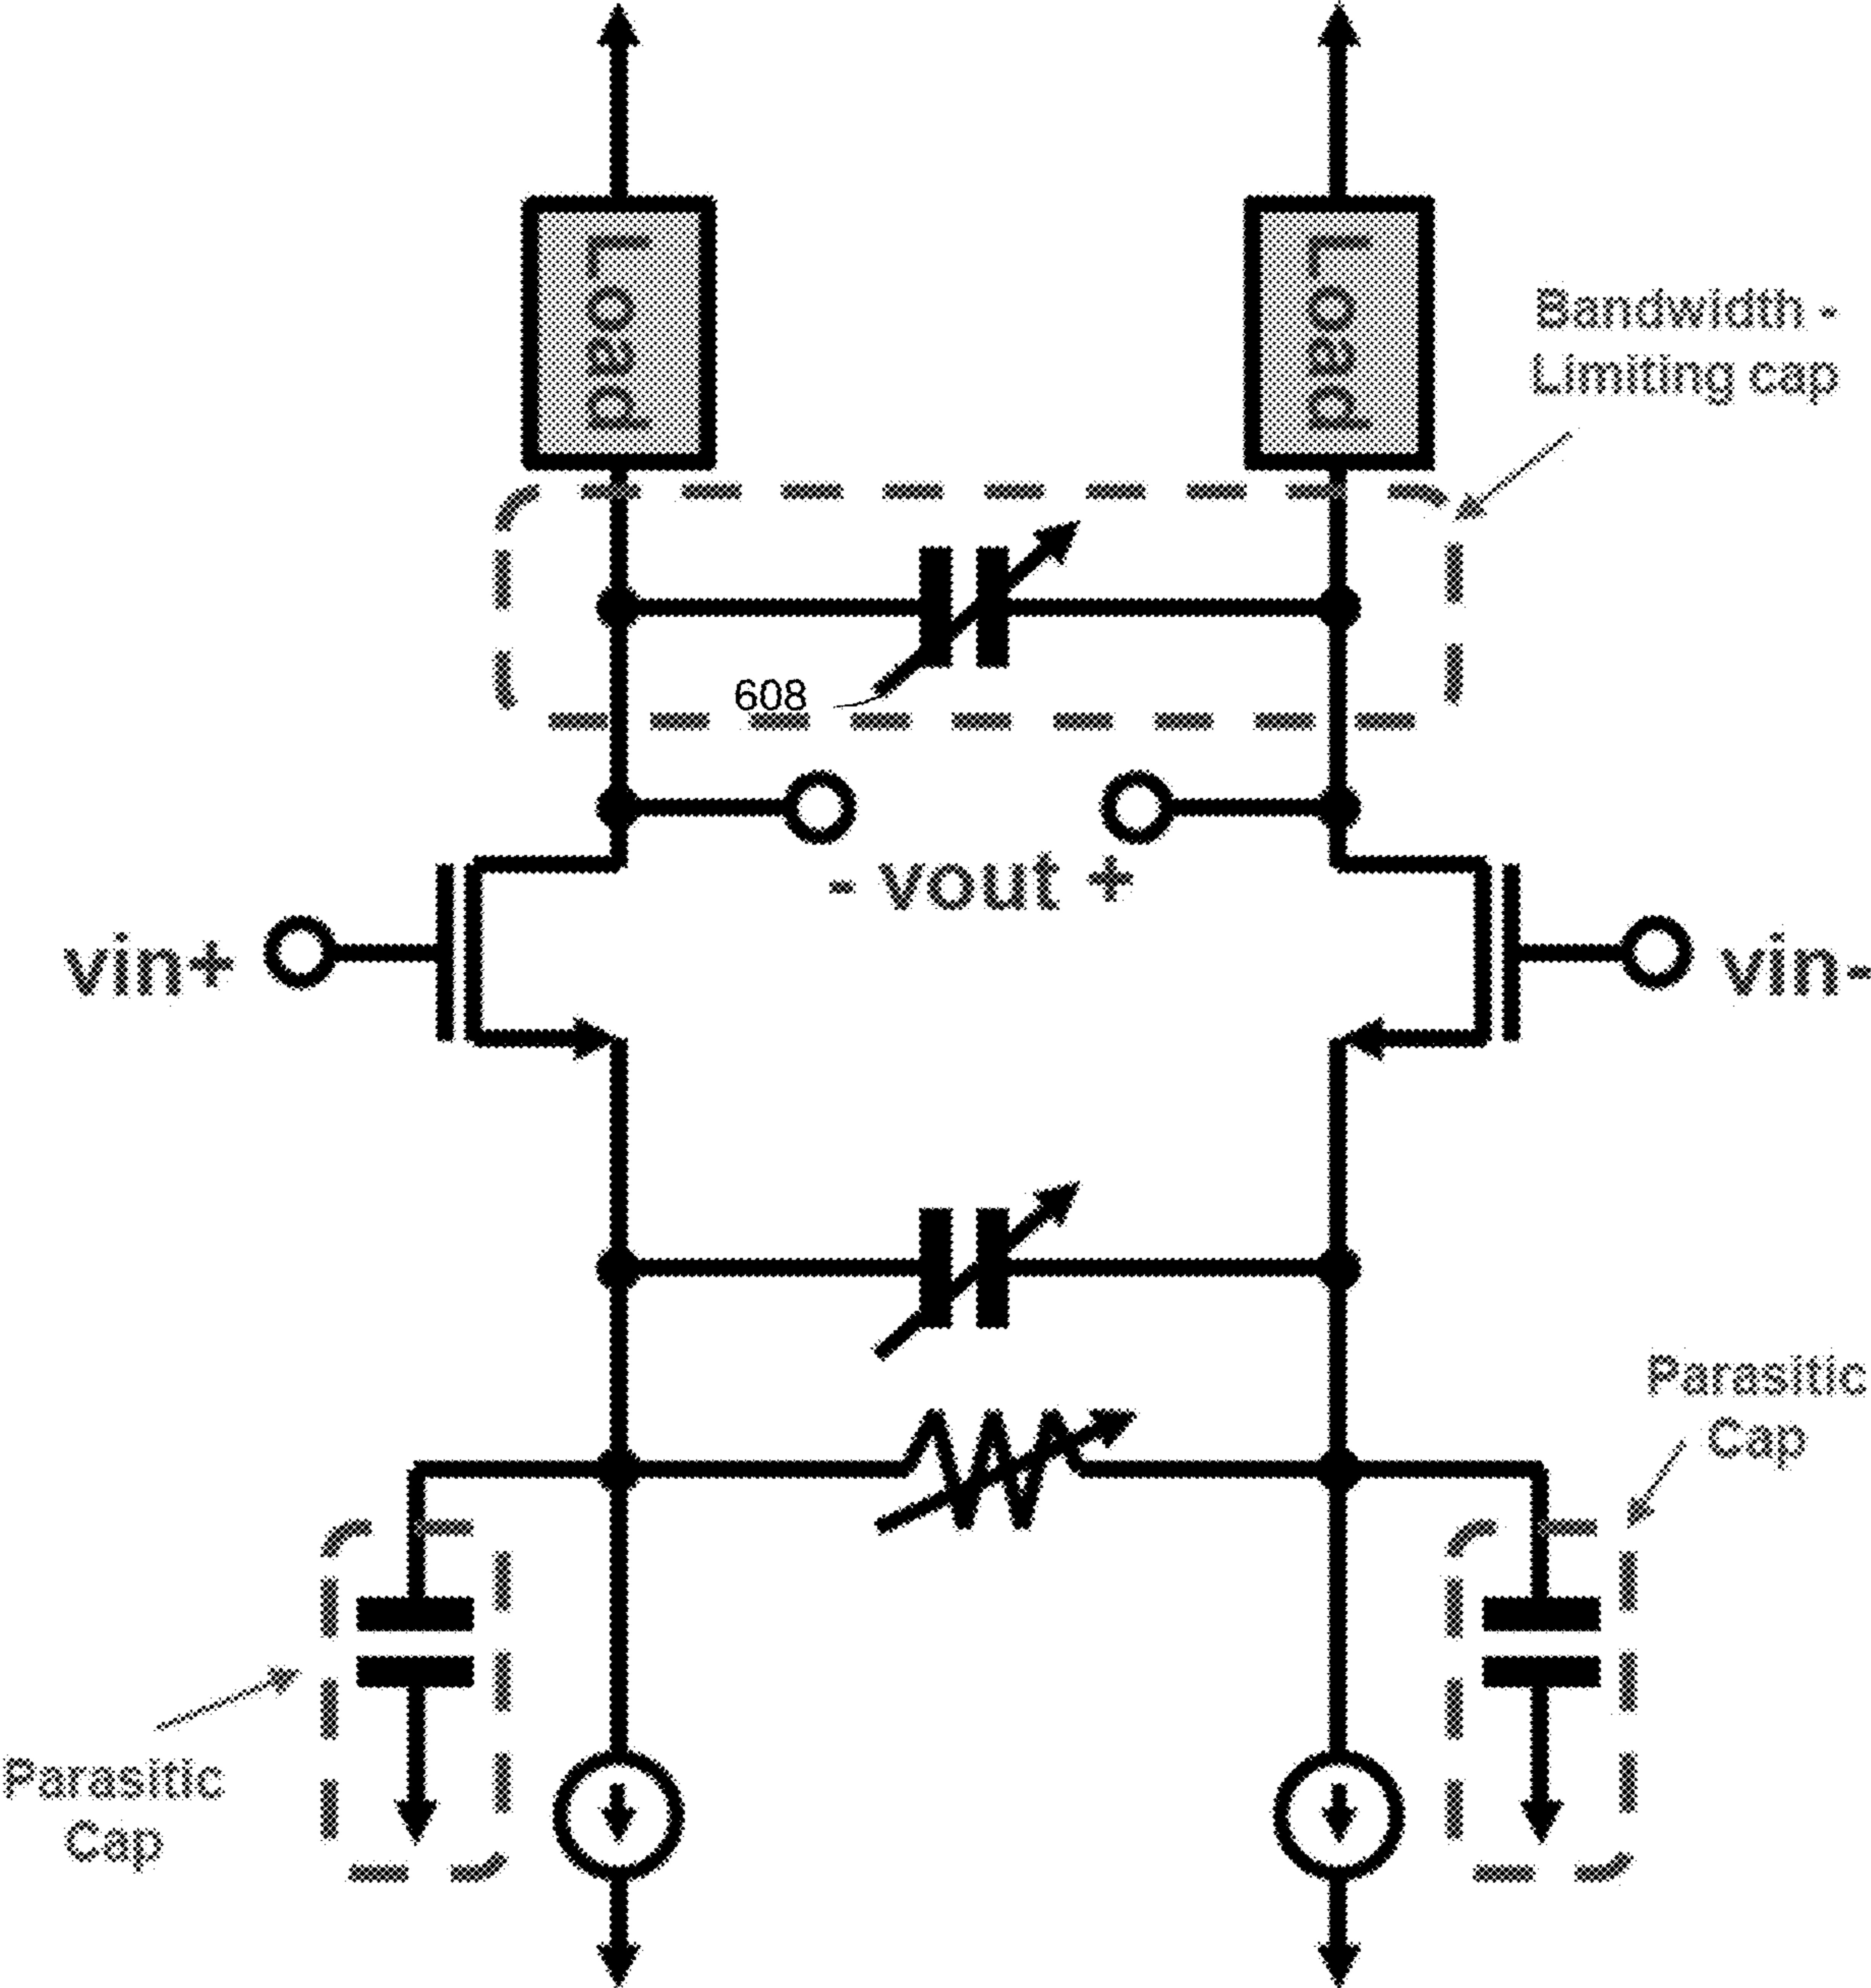 Load
Load
Bandwidth -
Limiting cap
608
- vout +
vin+
vin-
Parasitic
Cap
Parasitic
Cap